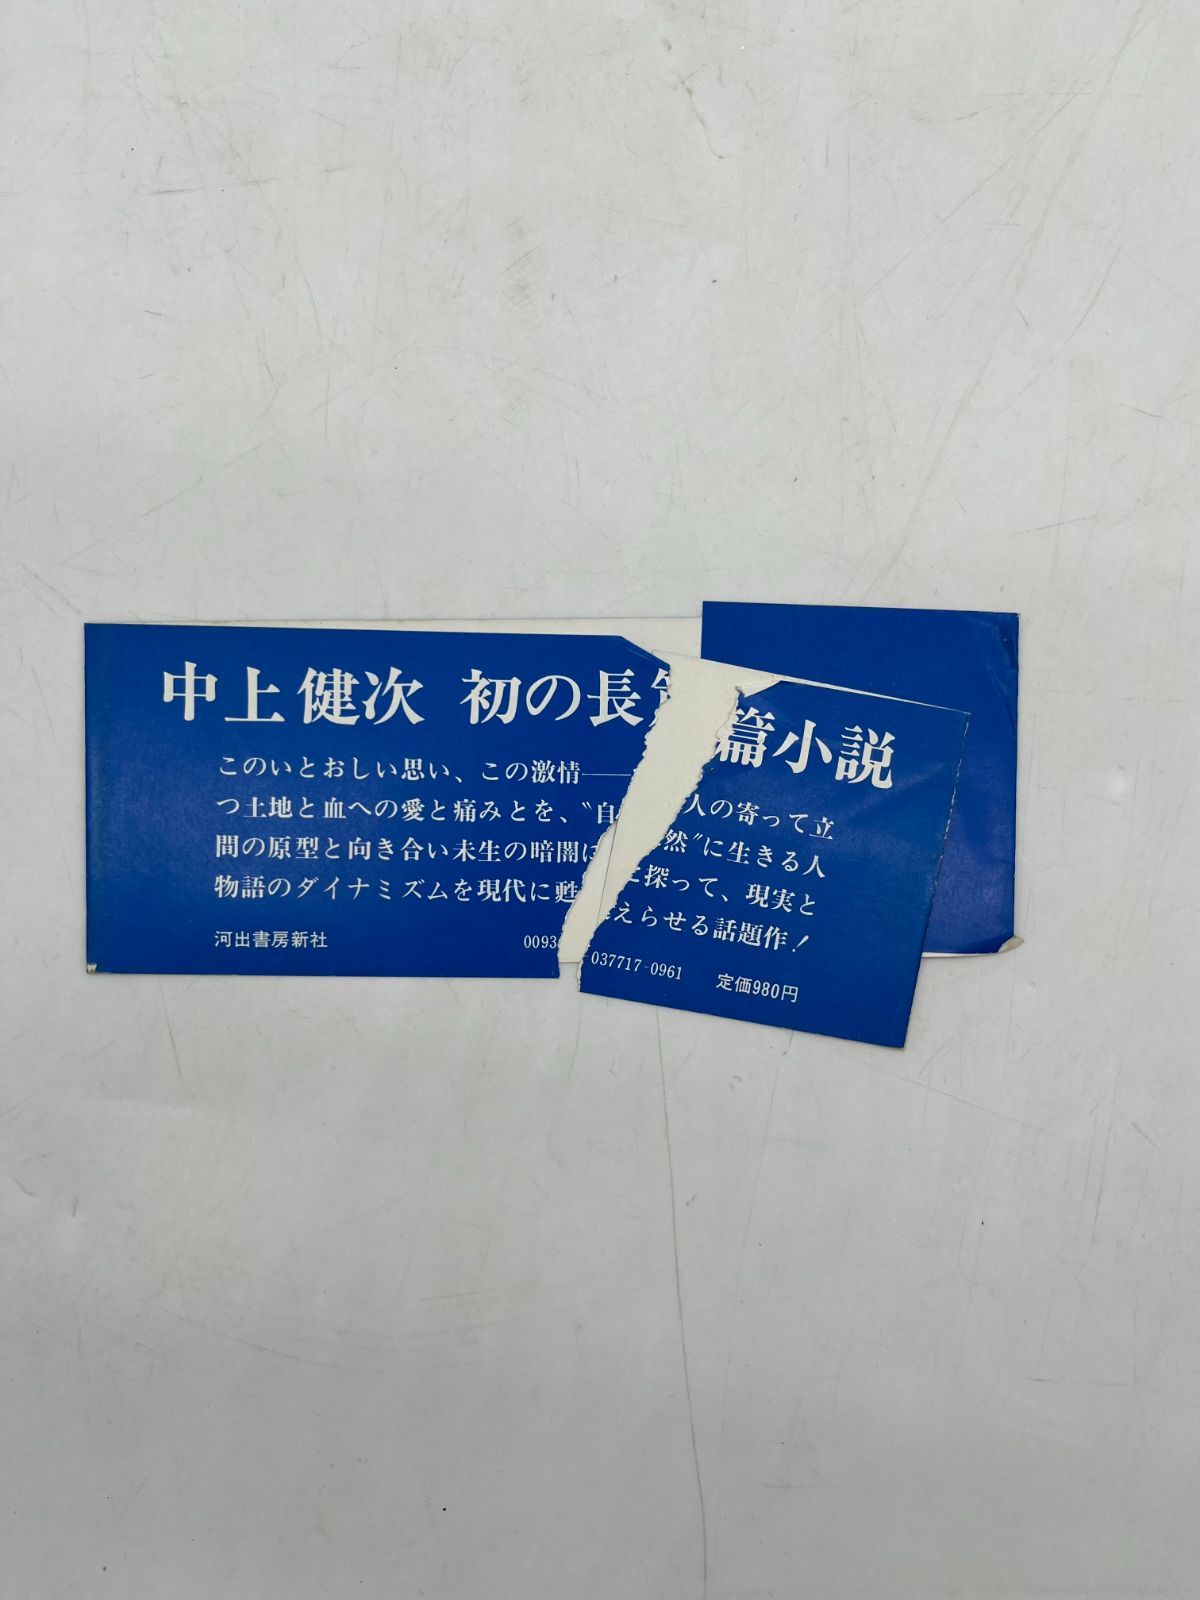 中上健次 初の長篇小説
このいとおしい思い、この激情──人の寄って立
つ土地と血への愛と痛みとを、〝自然〟に生きる人
間の原型と向き合い未生の暗闇に探って、現実と
物語のダイナミズムを現代に甦えらせる話題作！
河出書房新社 0093-037717-0961 定価980円